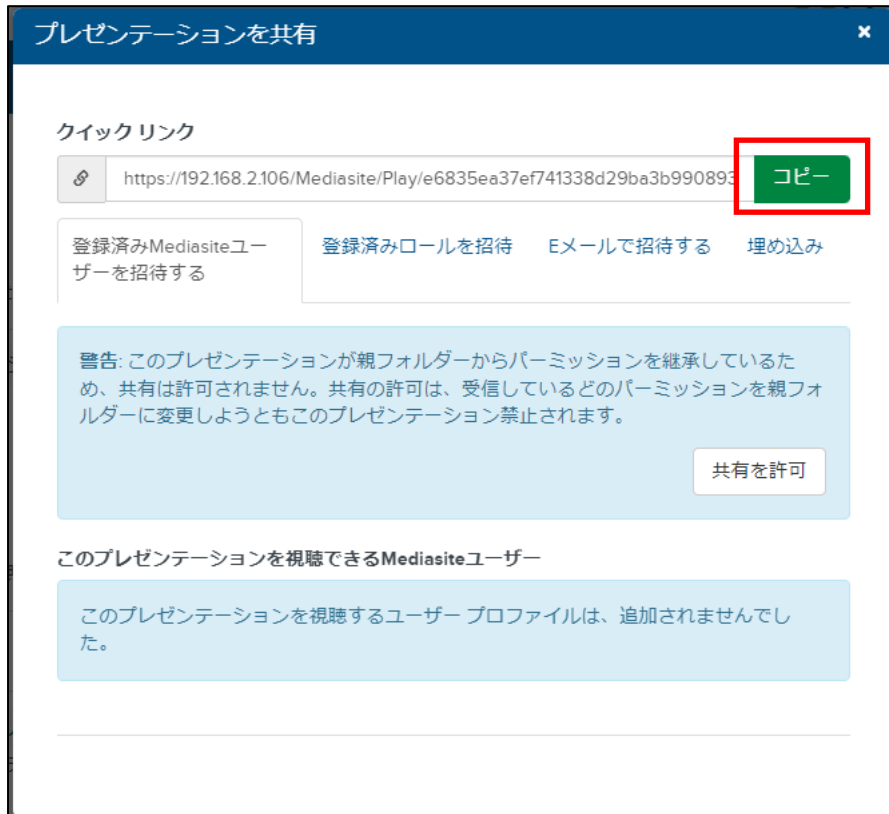 プレゼンテーションを共有
×
クイック リンク
https://192.168.2.106/Mediasite/Play/e6835ea37ef741338d29ba3b990893
コピー
登録済みMediasiteユー
ザーを招待する
登録済みロールを招待
Eメールで招待する
埋め込み
警告: このプレゼンテーションが親フォルダーからパーミッションを継承しているた
め、共有は許可されません。共有の許可は、受信しているどのパーミッションを親フォ
ルダーに変更しようともこのプレゼンテーション禁止されます。
共有を許可
このプレゼンテーションを視聴できるMediasiteユーザー
このプレゼンテーションを視聴するユーザー プロファイルは、追加されませんでし
た。